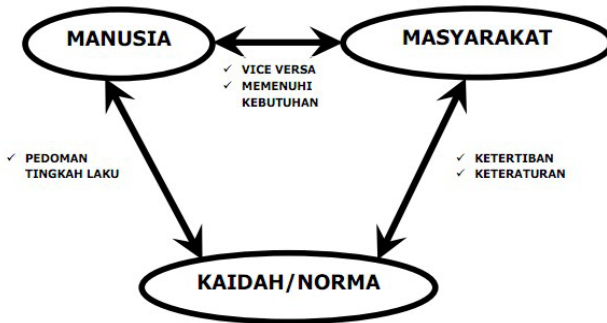 MANUSIA
MASYARAKAT
✓ VICE VERSA
✓ MEMENUHI
KEBUTUHAN
✓ PEDOMAN
TINGKAH LAKU
✓ KETERTIBAN
✓ KETERATURAN
KAIDAH/NORMA